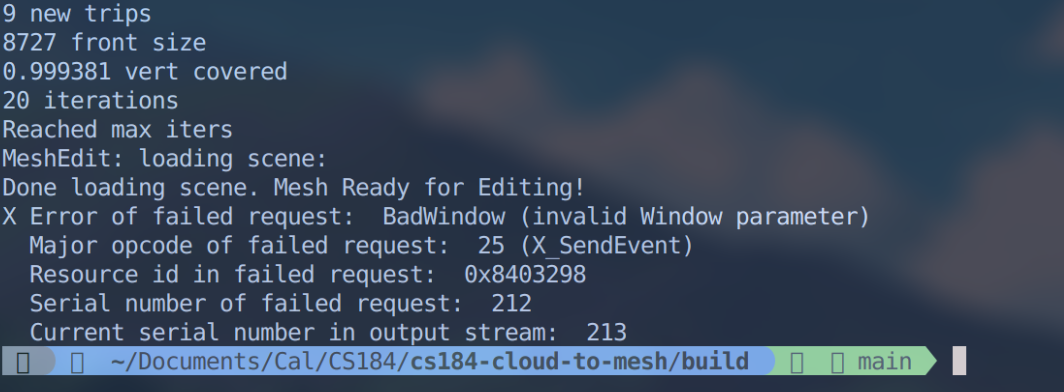 9 new trips
8727 front size
0.999381 vert covered
20 iterations
Reached max iters
MeshEdit: loading scene:
Done loading scene. Mesh Ready for Editing!
X Error of failed request:  BadWindow (invalid Window parameter)
  Major opcode of failed request:  25 (X_SendEvent)
  Resource id in failed request:  0x8403298
  Serial number of failed request:  212
  Current serial number in output stream:  213
~/Documents/Cal/CS184/cs184-cloud-to-mesh/build main